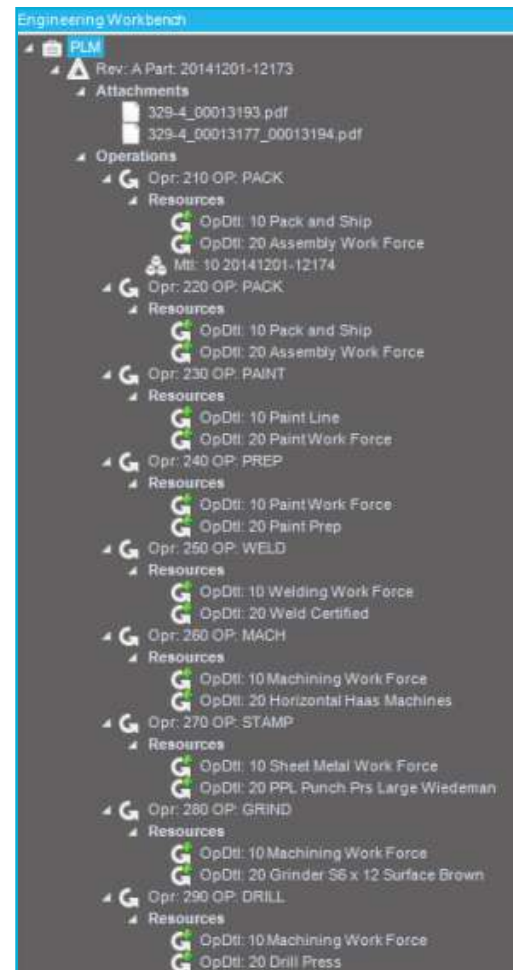 Engineering Workbench
PLM
Rev: A Part: 20141201-12173
Attachments
329-4_00013193.pdf
329-4_00013177_00013194.pdf
Operations
Opr: 210 OP: PACK
Resources
OpDtl: 10 Pack and Ship
OpDtl: 20 Assembly Work Force
Mtl: 10 20141201-12174
Opr: 220 OP: PACK
Resources
OpDtl: 10 Pack and Ship
OpDtl: 20 Assembly Work Force
Opr: 230 OP: PAINT
Resources
OpDtl: 10 Paint Line
OpDtl: 20 Paint Work Force
Opr: 240 OP: PREP
Resources
OpDtl: 10 Paint Work Force
OpDtl: 20 Paint Prep
Opr: 250 OP: WELD
Resources
OpDtl: 10 Welding Work Force
OpDtl: 20 Weld Certified
Opr: 260 OP: MACH
Resources
OpDtl: 10 Machining Work Force
OpDtl: 20 Horizontal Haas Machines
Opr: 270 OP: STAMP
Resources
OpDtl: 10 Sheet Metal Work Force
OpDtl: 20 PPL Punch Prs Large Wiedeman
Opr: 280 OP: GRIND
Resources
OpDtl: 10 Machining Work Force
OpDtl: 20 Grinder S6 x 12 Surface Brown
Opr: 290 OP: DRILL
Resources
OpDtl: 10 Machining Work Force
OpDtl: 20 Drill Press